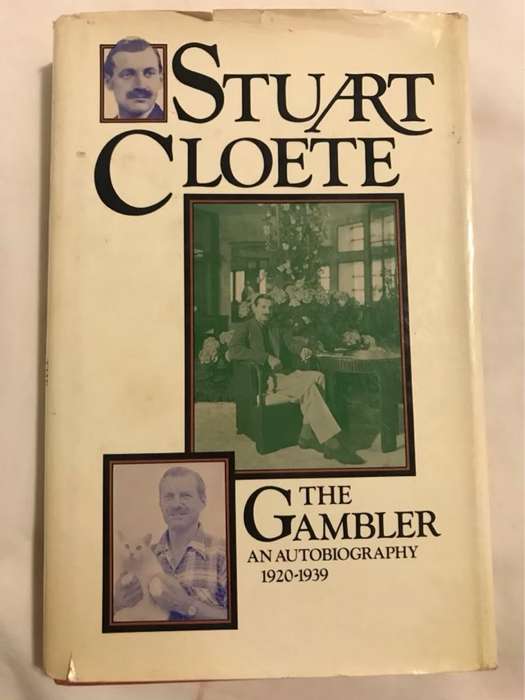 STUART
CLOETE
THE
GAMBLER
AN AUTOBIOGRAPHY
1920-1939